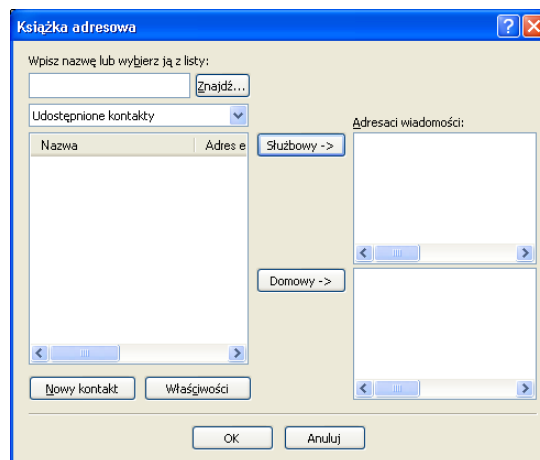 Książka adresowa
Wpisz nazwę lub wybierz ją z listy:
Znajdź...
Udostępnione kontakty
Nazwa Adres e
Służbowy ->
Adresaci wiadomości:
Domowy ->
Nowy kontakt Właściwości
OK Anuluj